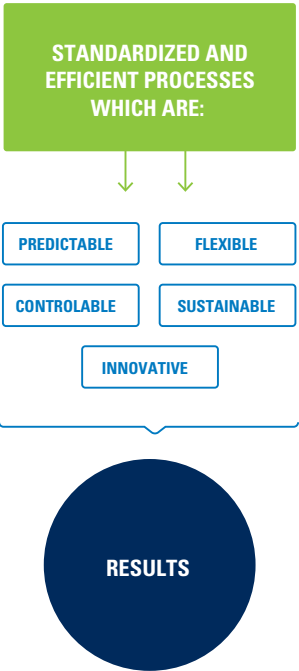 STANDARDIZED AND
EFFICIENT PROCESSES
WHICH ARE:
PREDICTABLE
FLEXIBLE
CONTROLABLE
SUSTAINABLE
INNOVATIVE
RESULTS